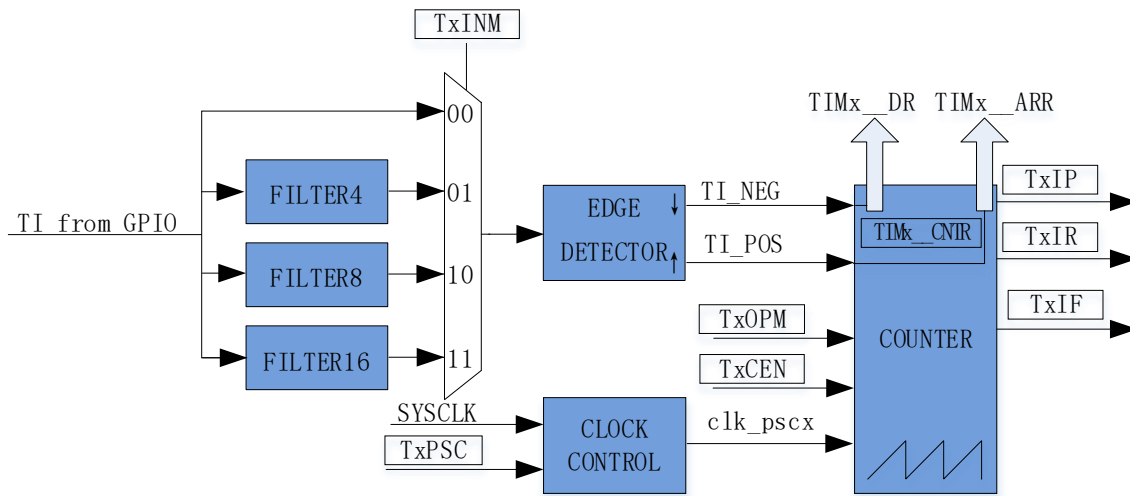 TxINM
00
TIMx__DR
TIMx__ARR
FILTER4
01
TI_NEG
TxIP
EDGE
DETECTOR
TIMx__CNTR
TI from GPIO
TI_POS
TxIR
FILTER8
10
TxOPM
TxIF
COUNTER
FILTER16
11
TxCEN
SYSCLK
CLOCK
CONTROL
clk_pscx
TxPSC